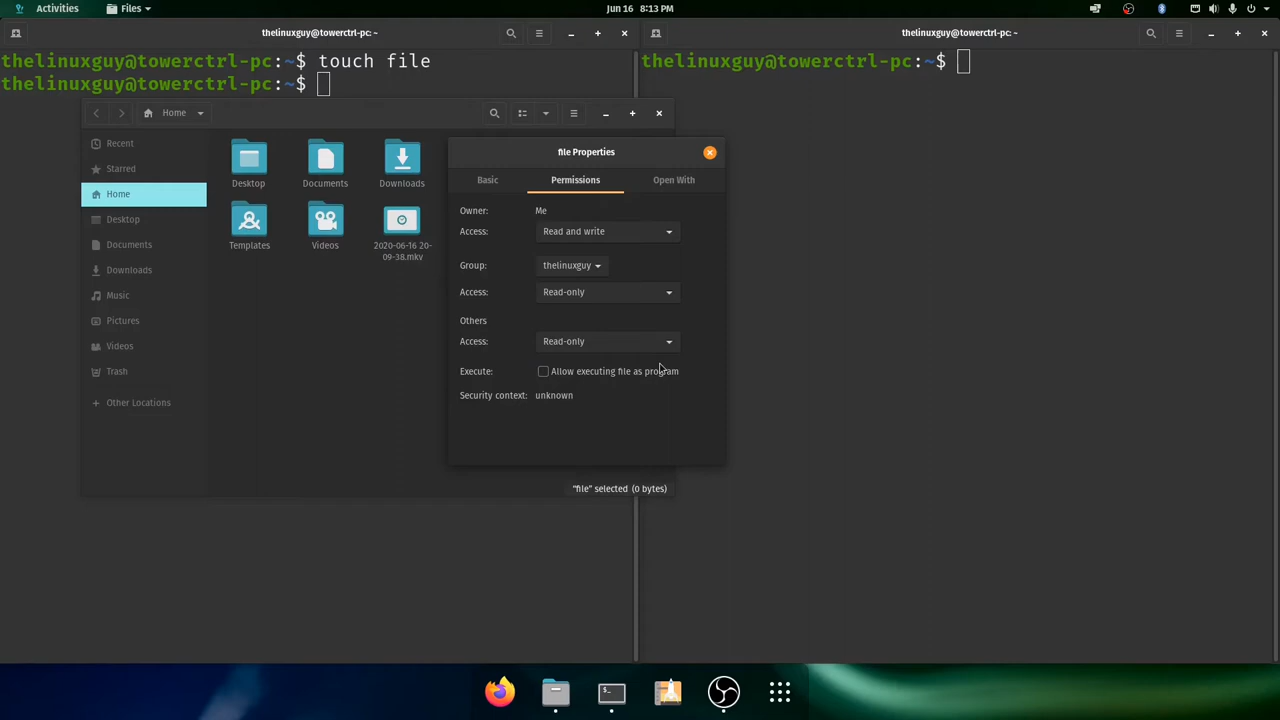 Activities
Files
Jun 16 8:13 PM
thelinuxguy@towerctrl-pc: ~
thelinuxguy@towerctrl-pc: ~
thelinuxguy@towerctrl-pc:~$ touch file
thelinuxguy@towerctrl-pc:~$
thelinuxguy@towerctrl-pc:~$
Home
Recent
Starred
Home
Desktop
Documents
Downloads
Music
Pictures
Videos
Trash
+ Other Locations
Desktop
Documents
Downloads
Templates
Videos
2020-06-16 20-
09-38.mkv
file Properties
Basic
Permissions
Open With
Owner: Me
Access: Read and write
Group: thelinuxguy
Access: Read-only
Others
Access: Read-only
Execute: Allow executing file as program
Security context: unknown
"file" selected (0 bytes)